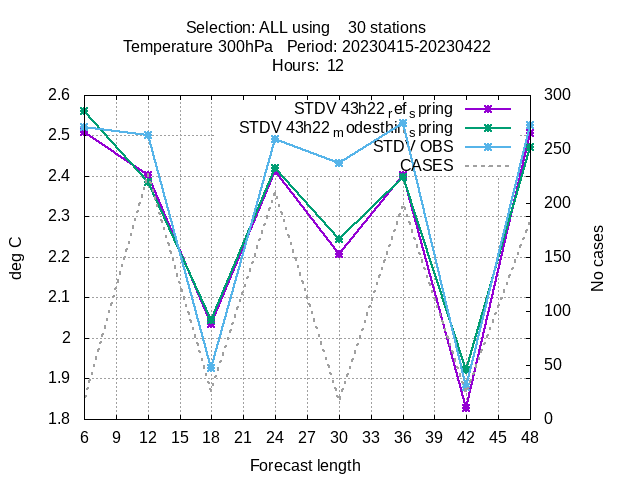 Selection: ALL using 30 stations
Temperature 300hPa Period: 20230415-20230422
Hours: 12
STDV 43h22_ref_spring
STDV 43h22_modesthir_spring
STDV OBS
CASES
2.6
2.5
2.4
2.3
2.2
2.1
2
1.9
1.8
300
250
200
150
100
50
0
deg C
No cases
6 9 12 15 18 21 24 27 30 33 36 39 42 45 48
Forecast length